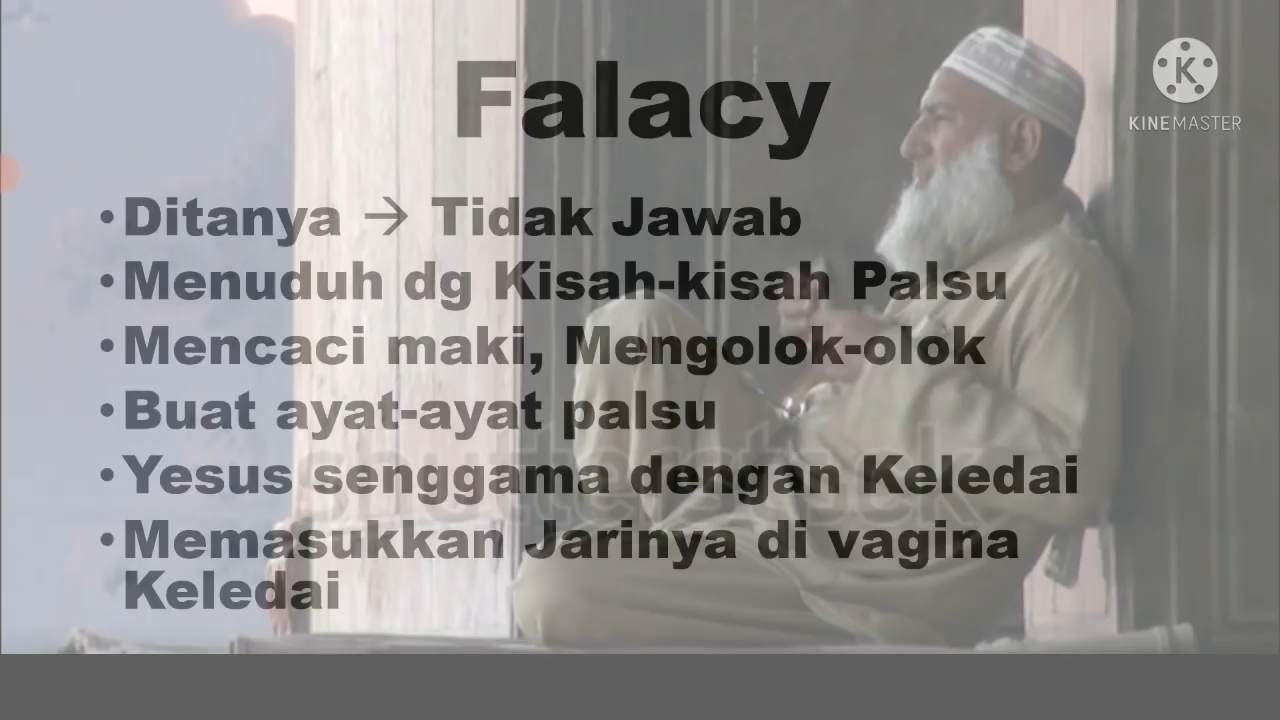 Falacy
K
KINEMASTER
• Ditanya → Tidak Jawab
• Menuduh dg Kisah-kisah Palsu
• Mencaci maki, Mengolok-olok
• Buat ayat-ayat palsu
• Yesus senggama dengan Keledai
• Memasukkan Jarinya di vagina
Keledai
shutterstock